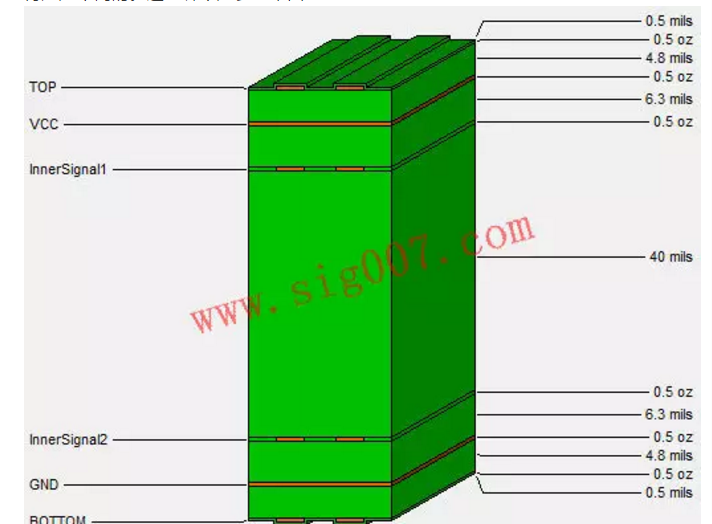 0.5 mils
0.5 oz
4.8 mils
TOP
0.5 oz
6.3 mils
VCC
0.5 oz
InnerSignal1
www.sig007.com
40 mils
0.5 oz
6.3 mils
InnerSignal2
0.5 oz
4.8 mils
GND
0.5 oz
0.5 mils
BOTTOM